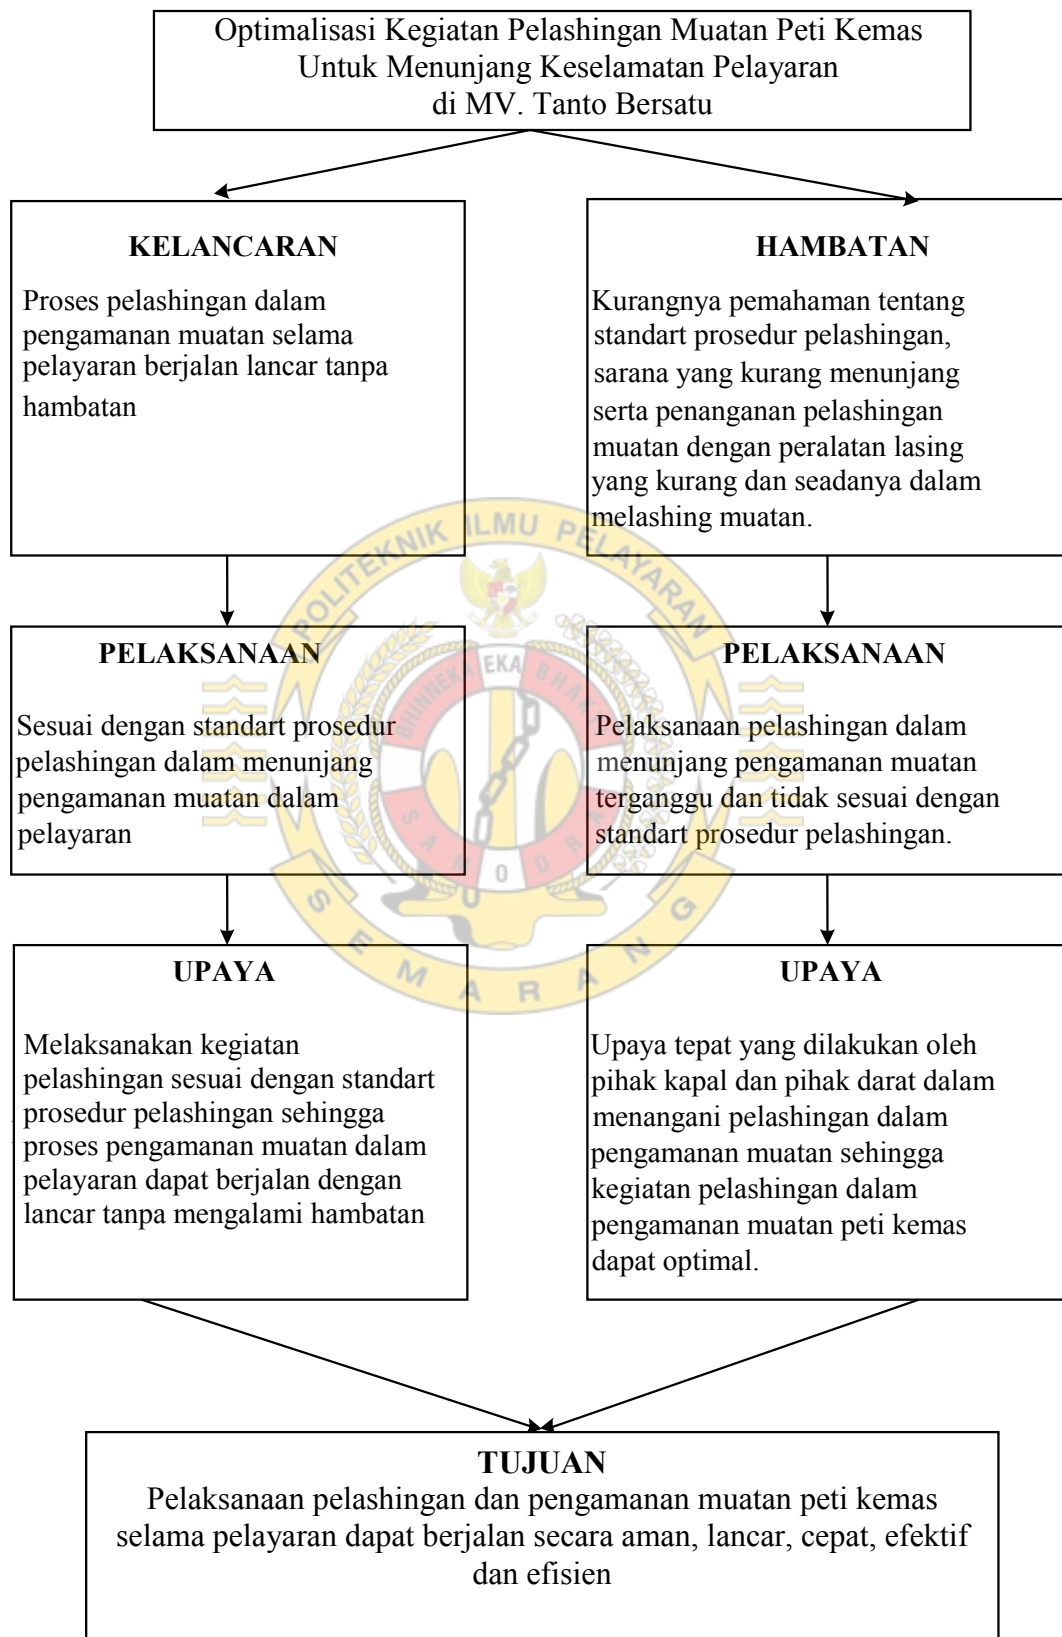 Optimalisasi Kegiatan Pelashingan Muatan Peti Kemas
Untuk Menunjang Keselamatan Pelayaran
di MV. Tanto Bersatu
KELANCARAN
Proses pelashingan dalam
pengamanan muatan selama
pelayaran berjalan lancar tanpa
hambatan
HAMBATAN
Kurangnya pemahaman tentang
standart prosedur pelashingan,
sarana yang kurang menunjang
serta penanganan pelashingan
muatan dengan peralatan lasing
yang kurang dan seadanya dalam
melashing muatan.
PELAKSANAAN
Sesuai dengan standart prosedur
pelashingan dalam menunjang
pengamanan muatan dalam
pelayaran
PELAKSANAAN
Pelaksanaan pelashingan dalam
menunjang pengamanan muatan
terganggu dan tidak sesuai dengan
standart prosedur pelashingan.
UPAYA
Melaksanakan kegiatan
pelashingan sesuai dengan standart
prosedur pelashingan sehingga
proses pengamanan muatan dalam
pelayaran dapat berjalan dengan
lancar tanpa mengalami hambatan
UPAYA
Upaya tepat yang dilakukan oleh
pihak kapal dan pihak darat dalam
menangani pelashingan dalam
pengamanan muatan sehingga
kegiatan pelashingan dalam
pengamanan muatan peti kemas
dapat optimal.
TUJUAN
Pelaksanaan pelashingan dan pengamanan muatan peti kemas
selama pelayaran dapat berjalan secara aman, lancar, cepat, efektif
dan efisien
POLITEKNIK ILMU PELAYARAN
DHINNEKA EKA BHAKTI
SAMODRA
SEMARANG